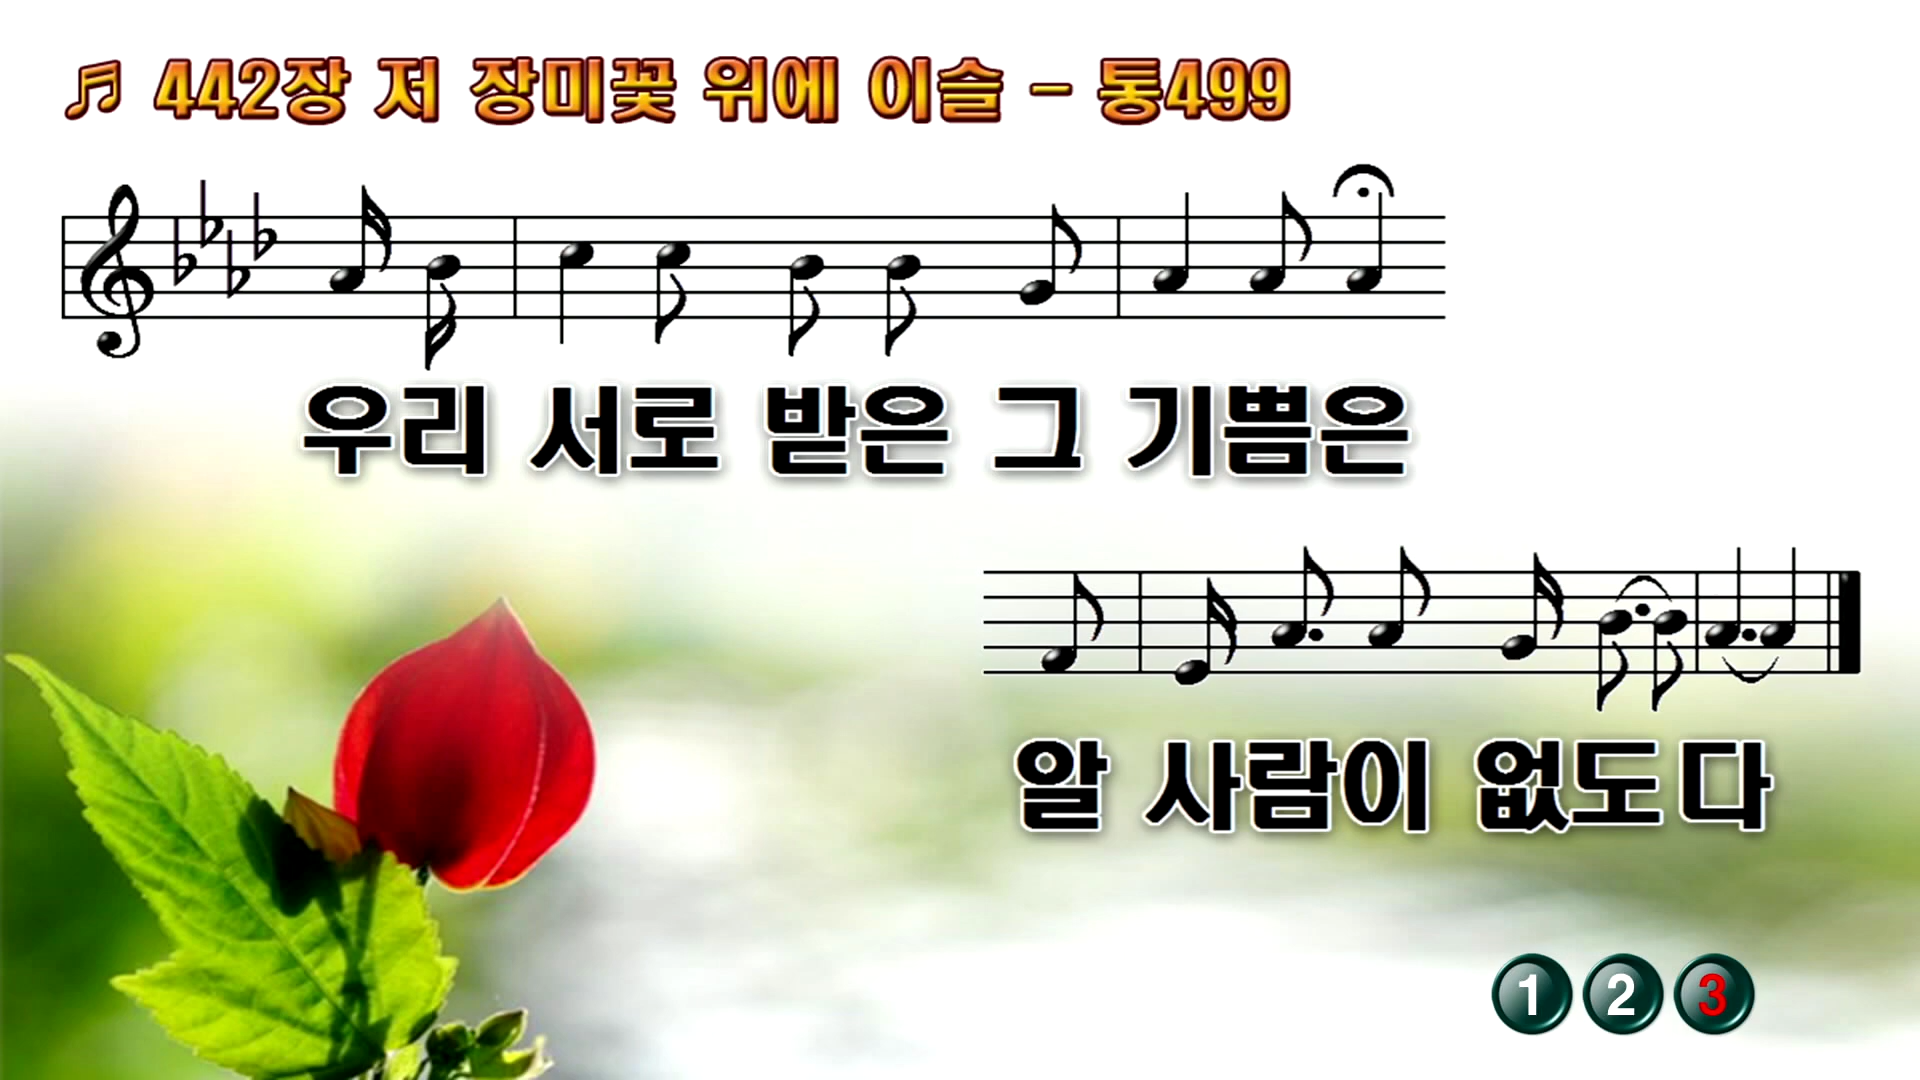 442장 저 장미꽃 위에 이슬 - 통499
우리 서로 받은 그 기쁨은
알 사람이 없도다
1 2 3